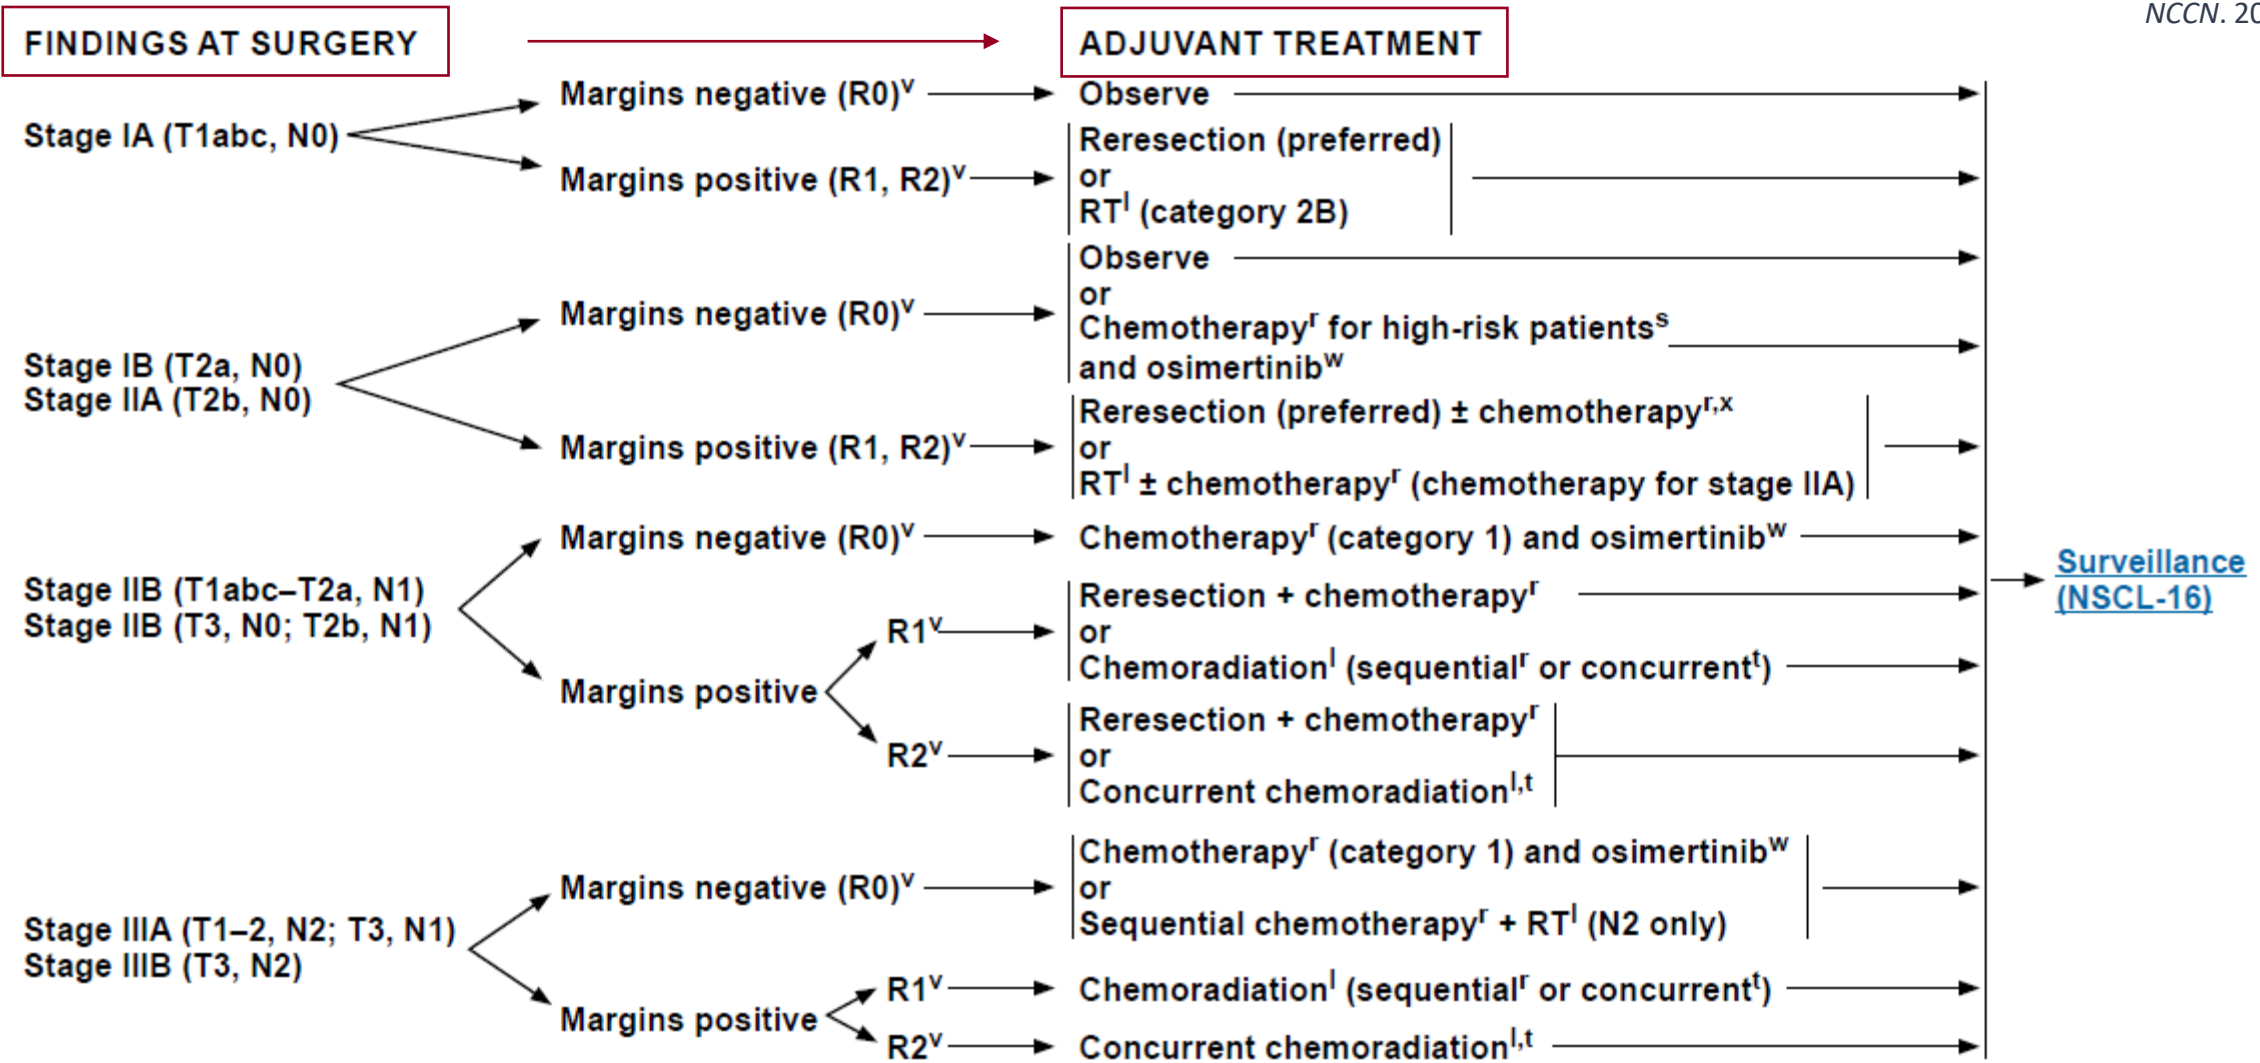 NCCN. 20
FINDINGS AT SURGERY
ADJUVANT TREATMENT
Stage IA (T1abc, N0)
Margins negative (R0)v
Observe
Margins positive (R1, R2)v
Reresection (preferred)
or
RTl (category 2B)
Stage IB (T2a, N0)
Stage IIA (T2b, N0)
Margins negative (R0)v
Observe
or
Chemotherapyr for high-risk patientss
and osimertinibw
Margins positive (R1, R2)v
Reresection (preferred) ± chemotherapyr,x
or
RTl ± chemotherapyr (chemotherapy for stage IIA)
Stage IIB (T1abc–T2a, N1)
Stage IIB (T3, N0; T2b, N1)
Margins negative (R0)v
Chemotherapyr (category 1) and osimertinibw
Margins positive
R1v
Reresection + chemotherapyr
or
Chemoradiationl (sequentialr or concurrentt)
R2v
Reresection + chemotherapyr
or
Concurrent chemoradiationl,t
Stage IIIA (T1–2, N2; T3, N1)
Stage IIIB (T3, N2)
Margins negative (R0)v
Chemotherapyr (category 1) and osimertinibw
or
Sequential chemotherapyr + RTl (N2 only)
Margins positive
R1v
Chemoradiationl (sequentialr or concurrentt)
R2v
Concurrent chemoradiationl,t
Surveillance
(NSCL-16)